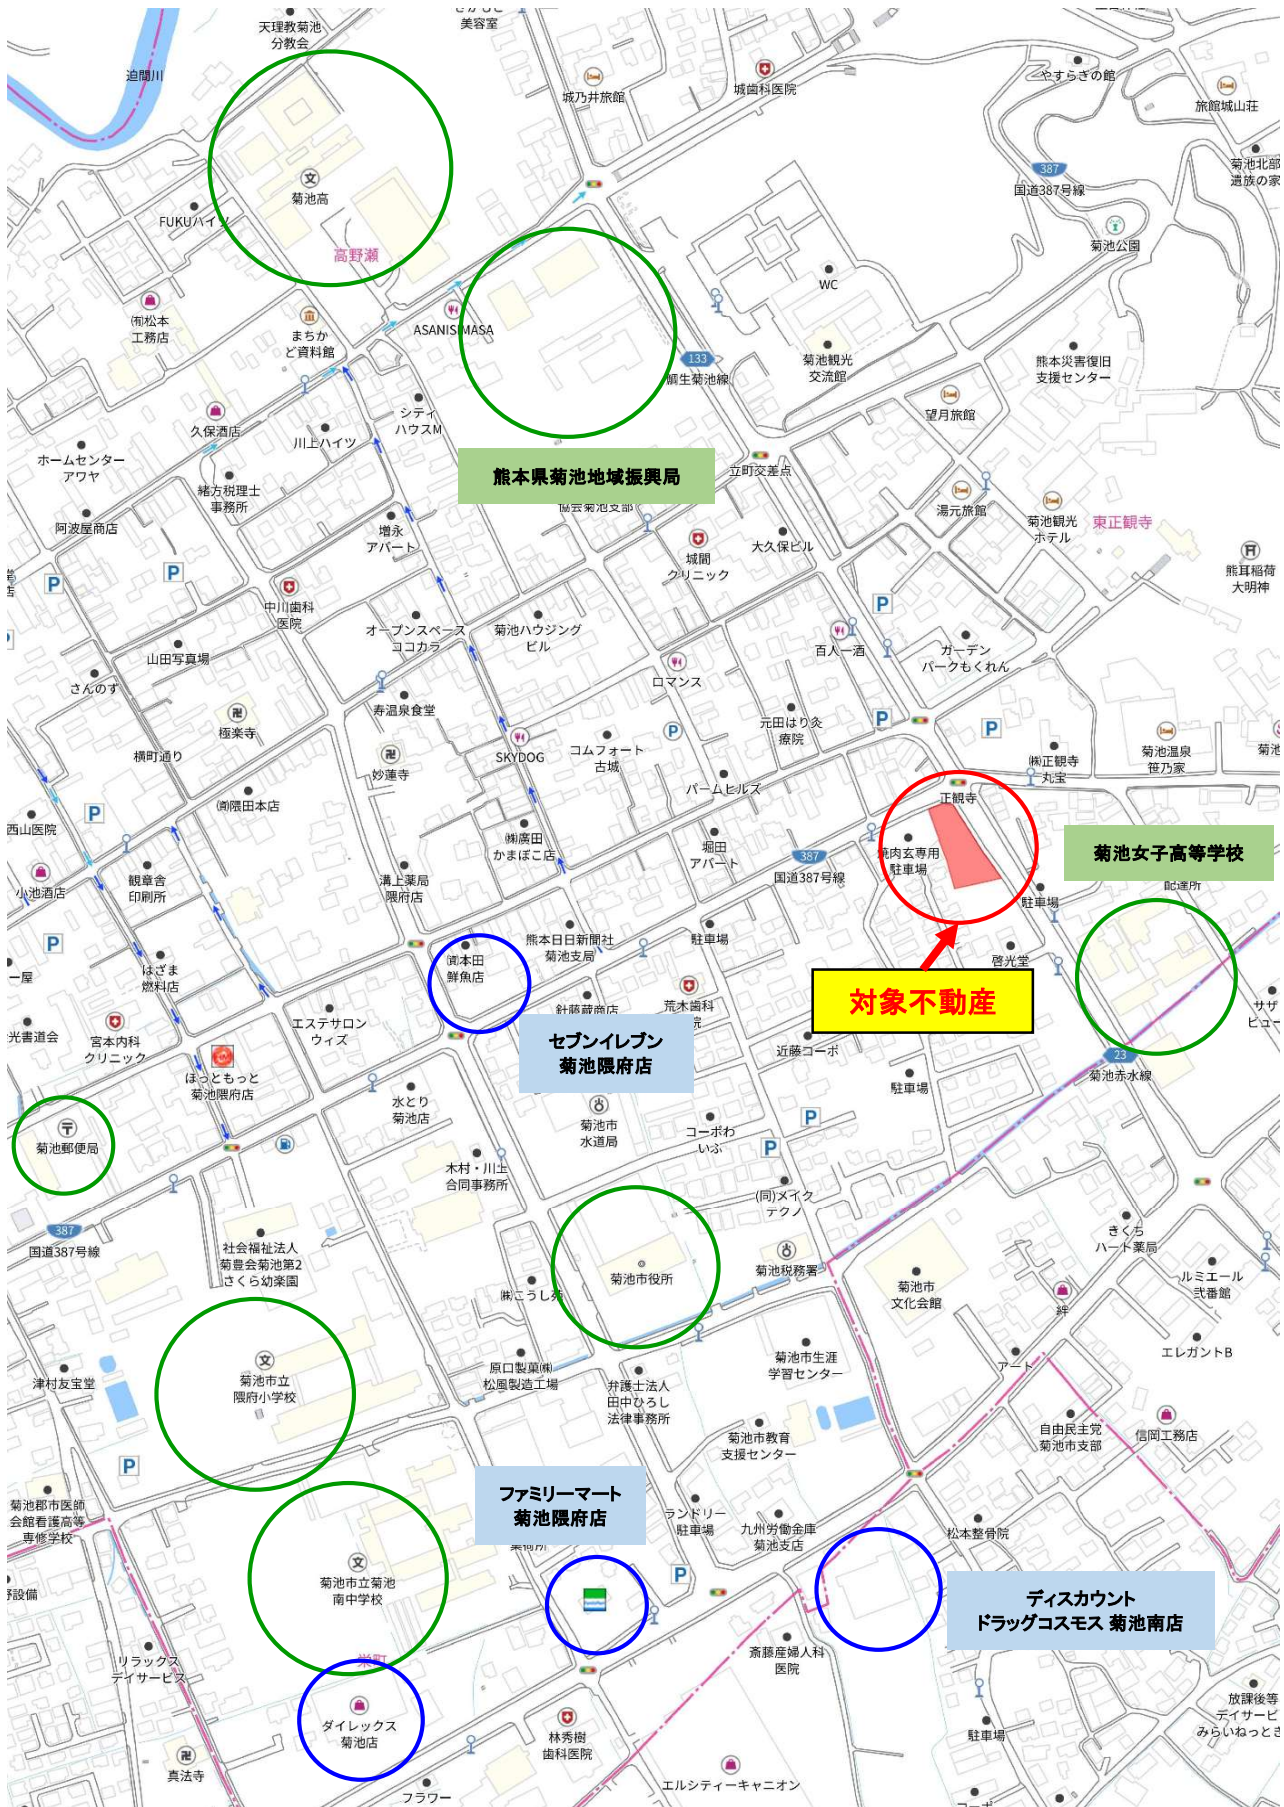 美容室
天理教菊池
分教会
迫間川
城乃井旅館
城歯科医院
やすらぎの館
旅館城山荘
菊池北部
遺族の家
387
国道387号線
菊池公園
菊池高
FUKUハイツ
高野瀬
WC
㈲松本
工務店
まちか
ど資料館
ASANISIMASA
133
菊池観光
交流館
熊本災害復旧
支援センター
望月旅館
シティ
ハウスM
久保酒店
川上ハイツ
ホームセンター
アワヤ
熊本県菊池地域振興局
立町交差点
緒方税理士
事務所
協会菊池支部
湯元旅館
菊池観光
ホテル
東正観寺
阿波屋商店
増永
アパート
大久保ビル
城間
クリニック
熊耳稲荷
大明神
P
P
中川歯科
医院
P
オープンスペース
ココカラ
菊池ハウジング
ビル
百人一酒
ガーデン
パークもくれん
山田写真場
さんのず
ロマンス
寿温泉食堂
極楽寺
元田はり灸
療院
P
P
P
横町通り
妙蓮寺
SKYDOG
コムフォート
古城
㈱正観寺
丸宝
菊池温泉
笹乃家
パームヒルズ
㈲隈田本店
正観寺
P
西山医院
㈱廣田
かまぼこ店
堀田
アパート
387
国道387号線
焼肉玄専用
駐車場
菊池女子高等学校
配達所
小池酒店
観章舎
印刷所
溝上薬局
隈府店
駐車場
P
熊本日日新聞社
菊池支局
駐車場
㈲本田
鮮魚店
啓光堂
はざま
燃料店
対象不動産
針藤蔵商店
荒木歯科
エステサロン
ウィズ
宮本内科
クリニック
セブンイレブン
菊池隈府店
近藤コーポ
23
菊池赤水線
ほっともっと
菊池隈府店
駐車場
水とり
菊池店
菊池市
水道局
コーポわ
いふ
P
P
菊池郵便局
木村・川土
合同事務所
(同)メイク
テクノ
387
国道387号線
社会福祉法人
菊豊会菊池第2
さくら幼楽園
きくち
ハート薬局
菊池市役所
菊池税務署
菊池市
文化会館
ルミエール
弐番館
㈱こうし苑
絆
エレガントB
菊池市立
隈府小学校
原口製菓㈱
松風製造工場
菊池市生涯
学習センター
アート
津村友宝堂
弁護士法人
田中ひろし
法律事務所
菊池市教育
支援センター
自由民主党
菊池市支部
信岡工務店
P
ファミリーマート
菊池隈府店
菊池郡市医師
会館看護高等
専修学校
ランドリー
駐車場
九州労働金庫
菊池支店
松本整骨院
菊池市立菊池
南中学校
P
ディスカウント
ドラッグコスモス 菊池南店
リラックス
デイサービス
栄町
斎藤産婦人科
医院
ダイレックス
菊池店
林秀樹
歯科医院
駐車場
放課後等
デイサービ
みらいねっとき
真法寺
エルシティーキャニオン
フラワー